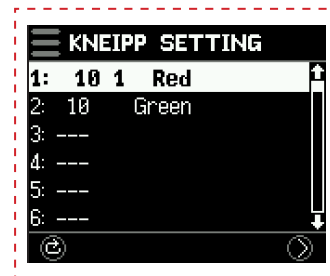 KNEIPP SETTING
1: 10 1 Red
2: 10 Green
3: ---
4: ---
5: ---
6: ---